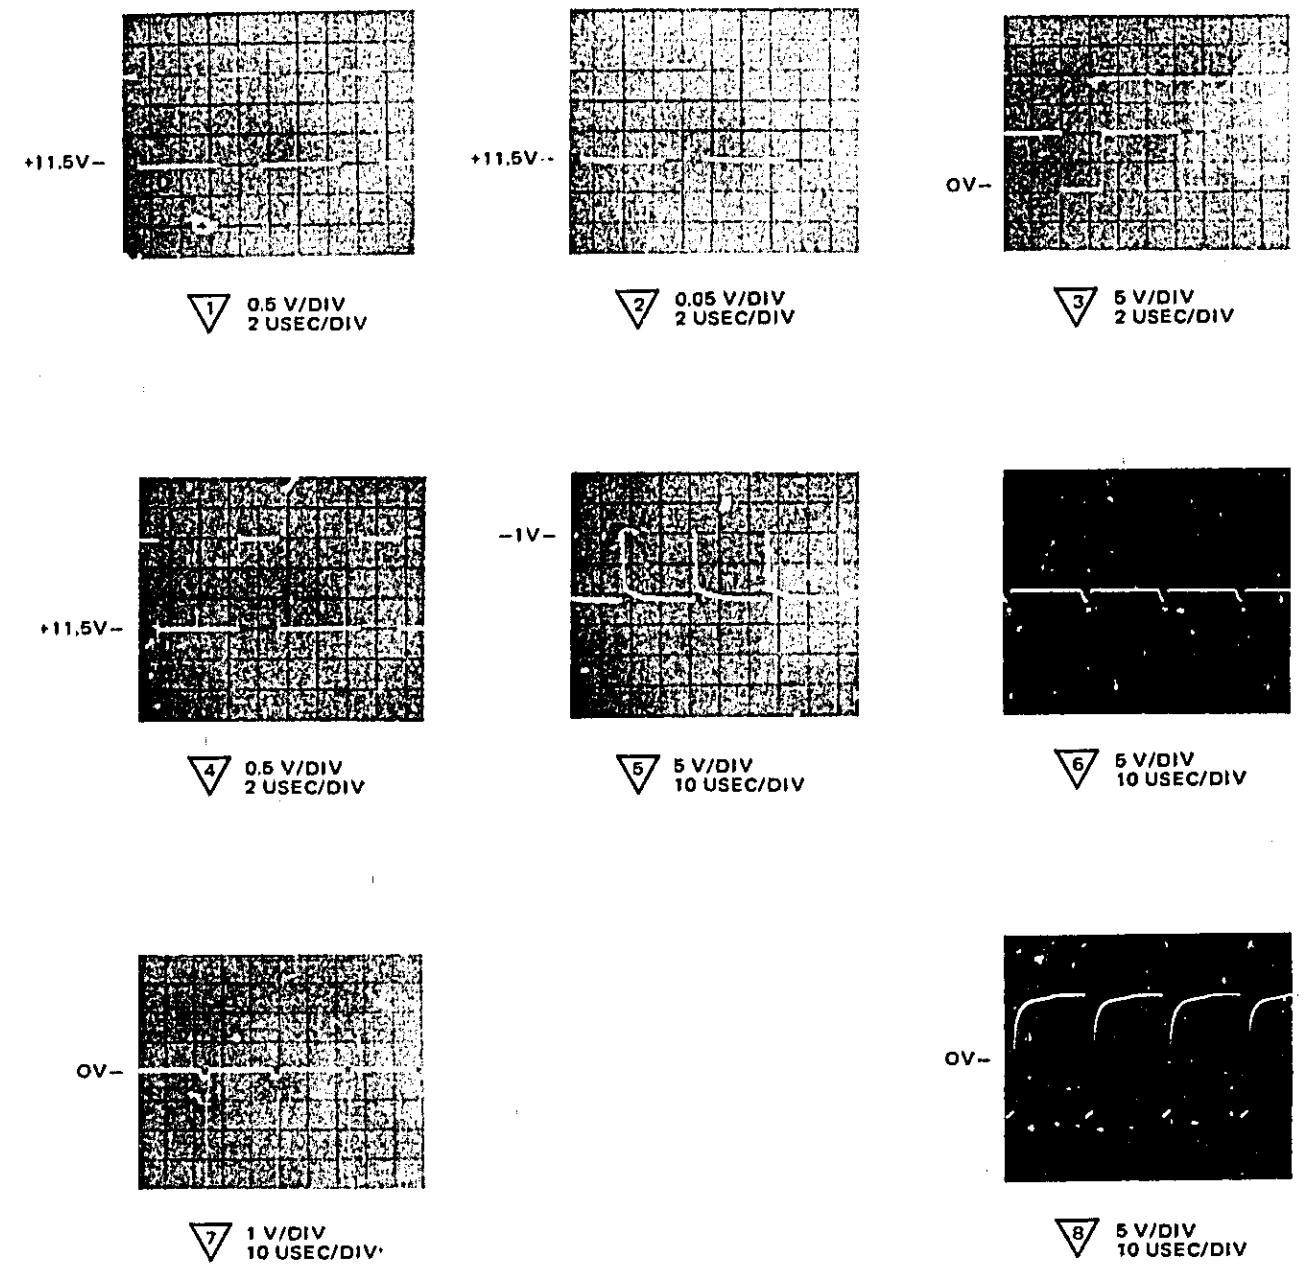 +11.5V-
+11.5V--
0V-
1 0.5 V/DIV
2 USEC/DIV
2 0.05 V/DIV
2 USEC/DIV
3 5 V/DIV
2 USEC/DIV
+11.5V-
-1V-
4 0.5 V/DIV
2 USEC/DIV
5 5 V/DIV
10 USEC/DIV
6 5 V/DIV
10 USEC/DIV
0V-
0V-
7 1 V/DIV
10 USEC/DIV
8 5 V/DIV
10 USEC/DIV